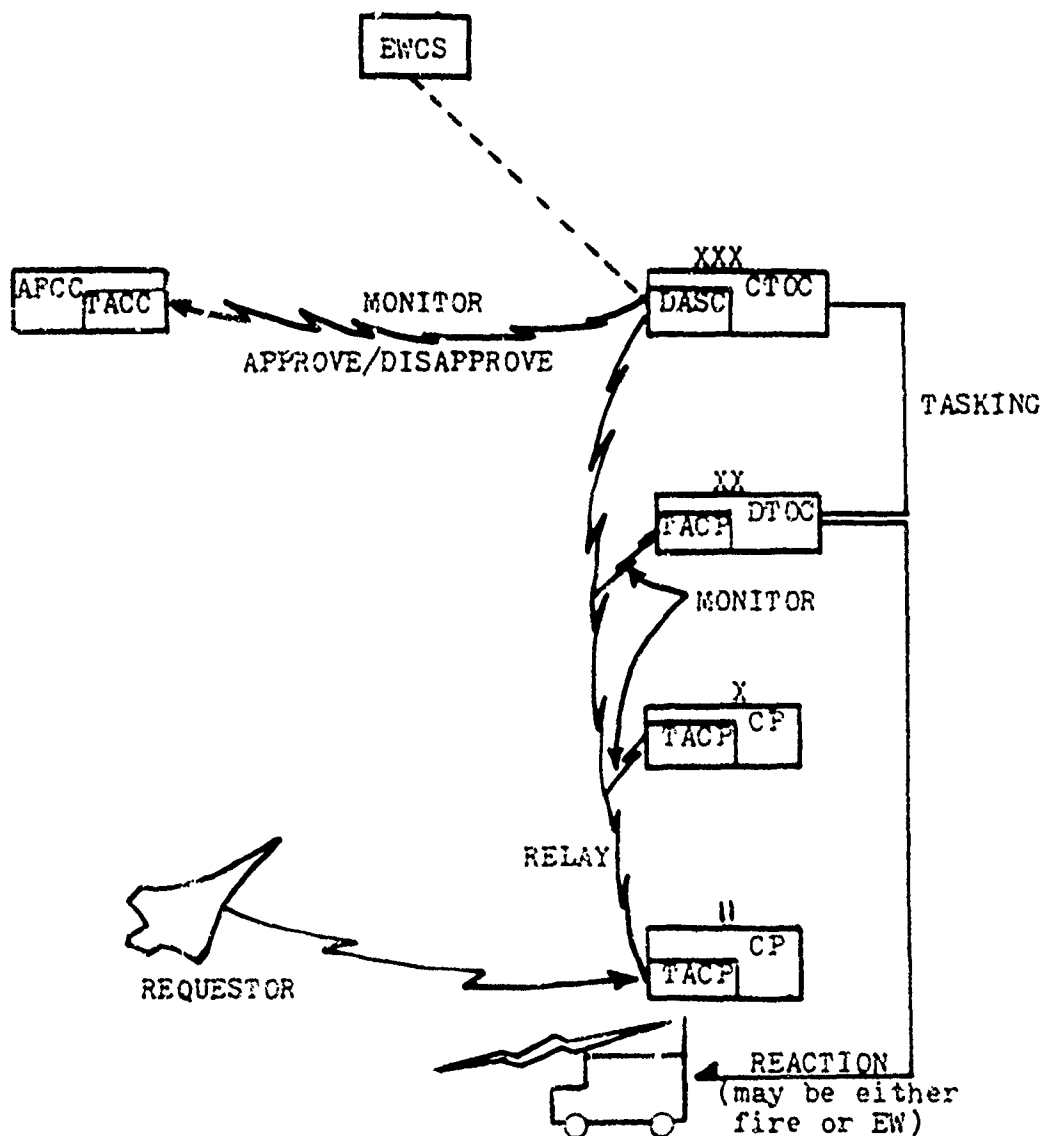 EWCS
XXX
CTOC
DASC
AFCC
TACC
MONITOR
APPROVE/DISAPPROVE
TASKING
XX
DTOC
TACP
MONITOR
X
CP
TACP
RELAY
II
CP
TACP
REQUESTOR
REACTION
(may be either
fire or EW)